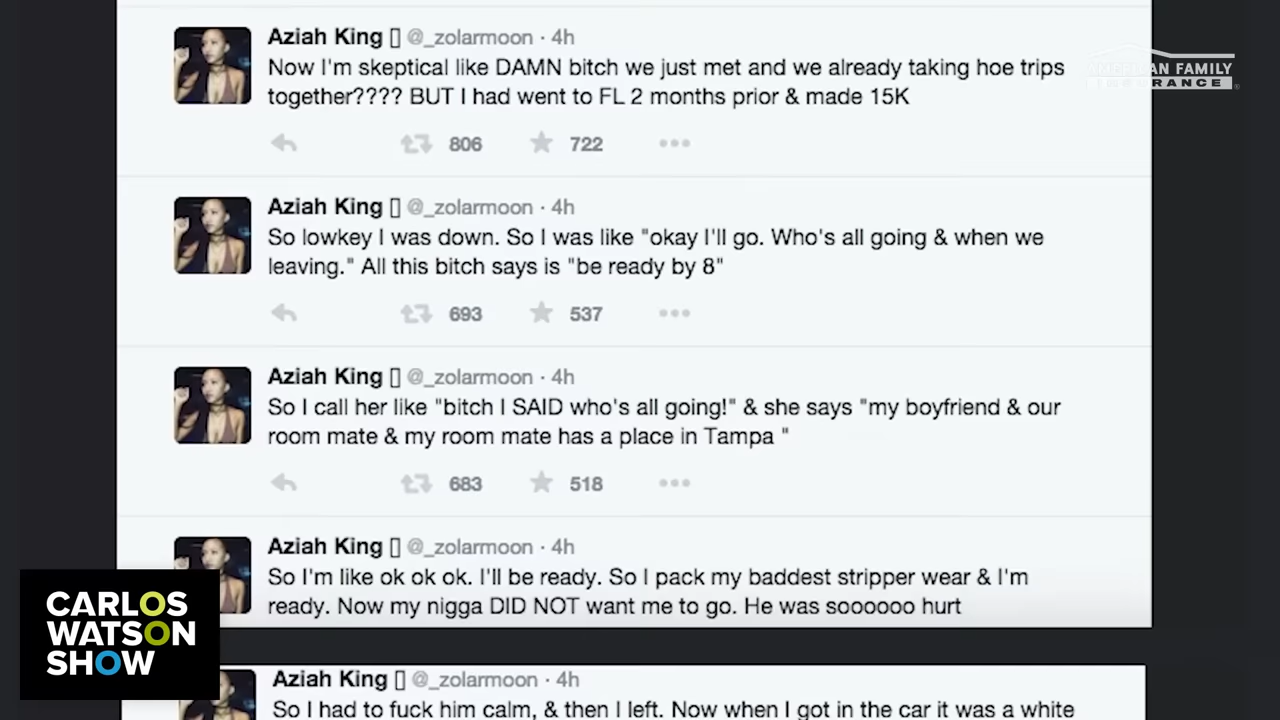 Aziah King @_zolarmoon · 4h
Now I'm skeptical like DAMN bitch we just met and we already taking hoe trips
together???? BUT I had went to FL 2 months prior & made 15K
806 722
AMERICAN FAMILY
INSURANCE
Aziah King @_zolarmoon · 4h
So lowkey I was down. So I was like "okay I'll go. Who's all going & when we
leaving." All this bitch says is "be ready by 8"
693 537
Aziah King @_zolarmoon · 4h
So I call her like "bitch I SAID who's all going!" & she says "my boyfriend & our
room mate & my room mate has a place in Tampa "
683 518
Aziah King @_zolarmoon · 4h
So I'm like ok ok ok. I'll be ready. So I pack my baddest stripper wear & I'm
ready. Now my nigga DID NOT want me to go. He was soooooo hurt
CARLOS
WATSON
SHOW
Aziah King @_zolarmoon · 4h
So I had to fuck him calm, & then I left. Now when I got in the car it was a white